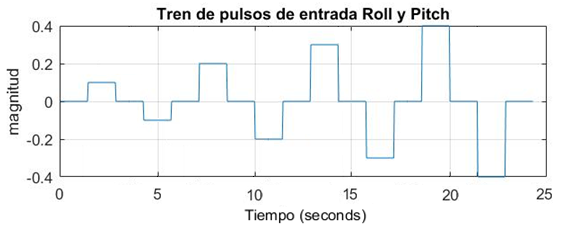 Tren de pulsos de entrada Roll y Pitch
0.4
0.2
0
-0.2
-0.4
magnitud
0 5 10 15 20 25
Tiempo (seconds)